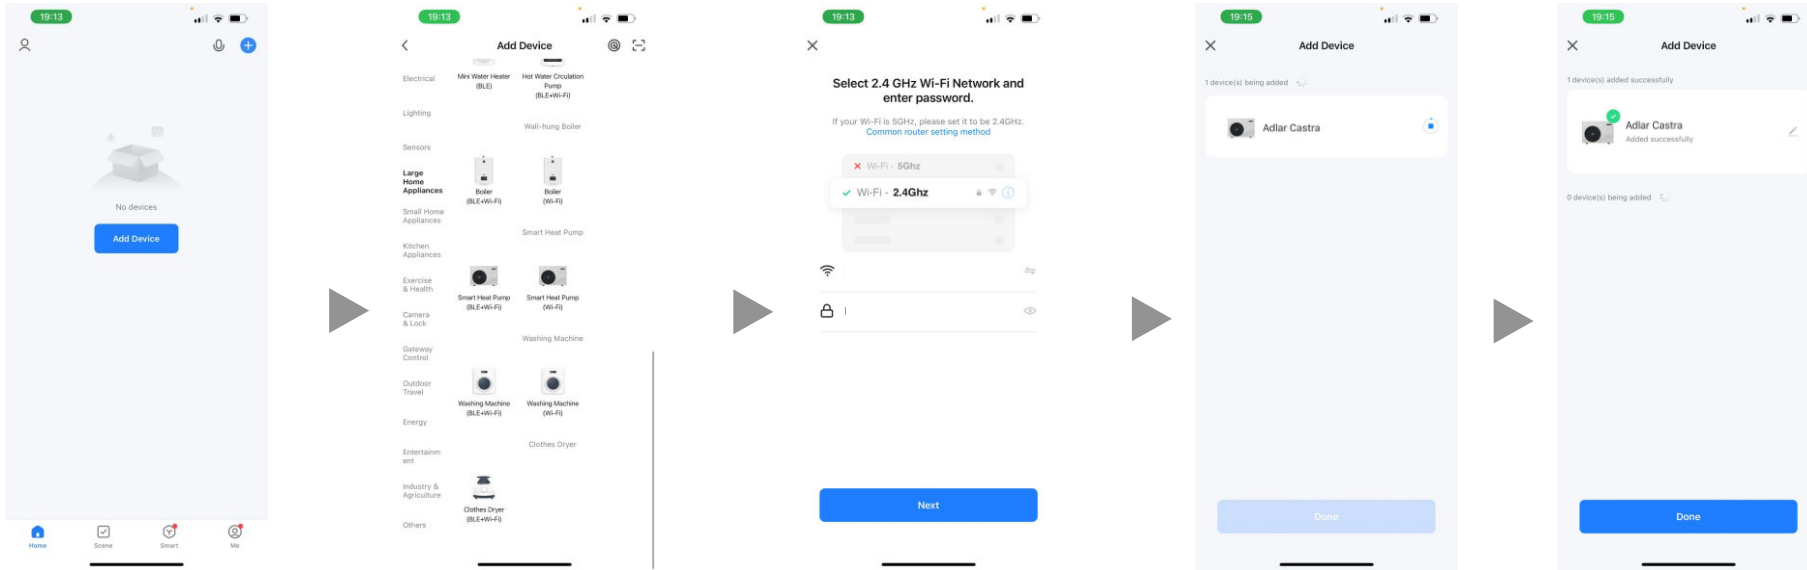 19:13
No devices
Add Device
Home
Scene
Smart
Me
19:13
Add Device
Electrical
Lighting
Sensors
Large
Home
Appliances
Small Home
Appliances
Kitchen
Appliances
Exercise
& Health
Camera
& Lock
Gateway
Control
Outdoor
Travel
Energy
Entertainm
ent
Industry &
Agriculture
Others
Mini Water Heater
(BLE)
Hot Water Crculation
Pump
(BLE+Wi-Fi)
Wall-hung Boiler
Boiler
(BLE+Wi-Fi)
Boiler
(Wi-Fi)
Smart Heat Pump
Smart Heat Pump
(BLE+Wi-Fi)
Smart Heat Pump
(Wi-Fi)
Washing Machine
Washing Machine
(BLE+Wi-Fi)
Washing Machine
(Wi-Fi)
Clothes Dryer
Clothes Dryer
(BLE+Wi-Fi)
19:13
Select 2.4 GHz Wi-Fi Network and
enter password.
If your Wi-Fi is 5GHz, please set it to be 2.4GHz.
Common router setting method
Wi-Fi - 5Ghz
Wi-Fi - 2.4Ghz
Next
19:15
Add Device
1 device(s) being added
Adlar Castra
Done
19:15
Add Device
1 device(s) added successfully
Adlar Castra
Added successfully
0 device(s) being added
Done